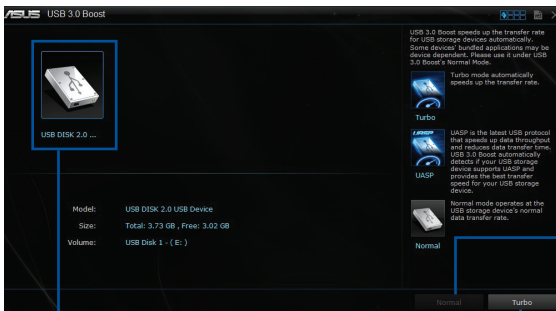 ASUS USB 3.0 Boost
USB 3.0 Boost speeds up the transfer rate
for USB storage devices automatically.
Some devices' bundled applications may be
device dependent. Please use it under USB
3.0 Boost's Normal Mode.
Turbo mode automatically
speeds up the transfer rate.
Turbo
USB DISK 2.0 ...
UASP
UASP is the latest USB protocol
that speeds up data throughput
and reduces data transfer time.
USB 3.0 Boost automatically
detects if your USB storage
device supports UASP and
provides the best transfer
speed for your USB storage
device.
UASP
Normal mode operates at the
USB storage device's normal
data transfer rate.
Normal
Model: USB DISK 2.0 USB Device
Size: Total: 3.73 GB , Free: 3.02 GB
Volume: USB Disk 1 - ( E: )
Normal Turbo